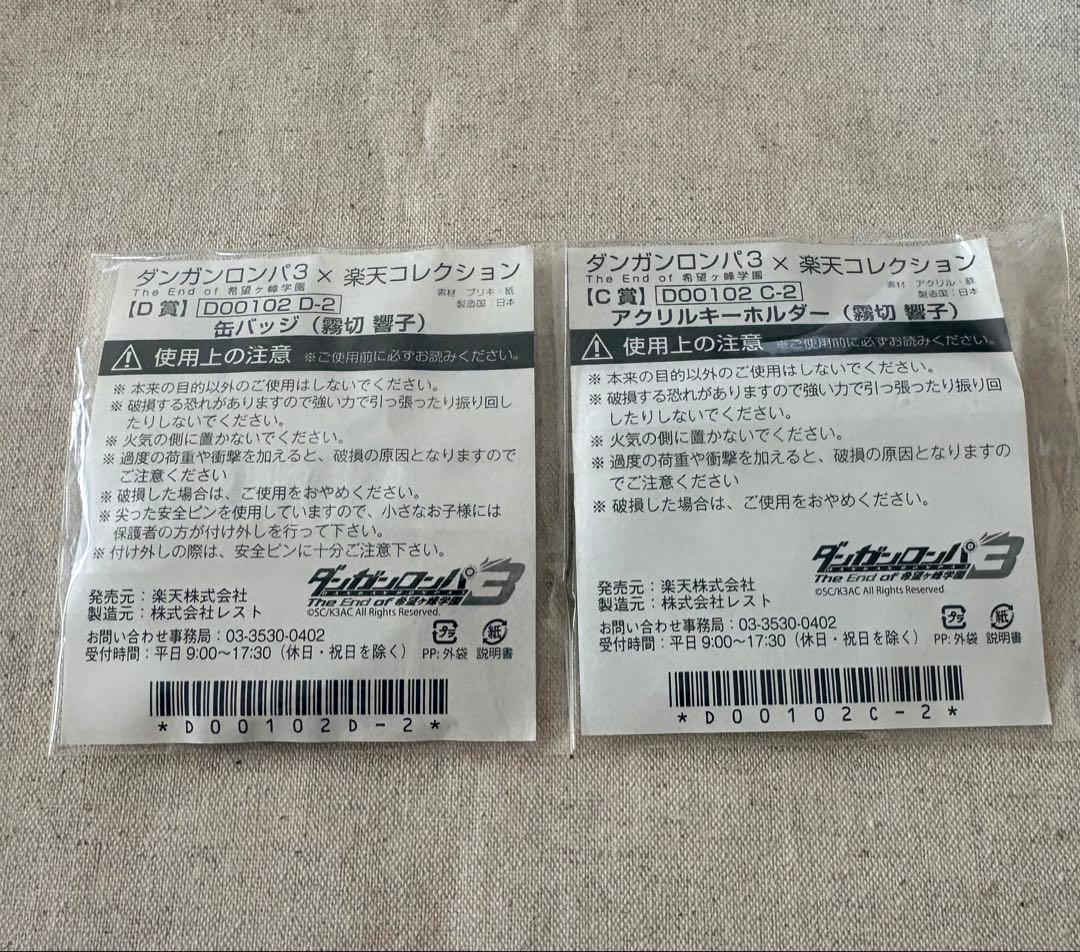 ダンガンロンパ3 × 楽天コレクション
The End of 希望ヶ峰学園
素材 ブリキ・紙
製造国：日本
【D 賞】 D00102 D-2
缶バッジ（霧切 響子）
使用上の注意 ※ご使用前に必ずお読みください。
※ 本来の目的以外のご使用はしないでください。
※ 破損する恐れがありますので強い力で引っ張ったり振り回し
たりしないでください。
※ 火気の側に置かないでください。
※ 過度の荷重や衝撃を加えると、破損の原因となりますので
ご注意ください
※ 破損した場合は、ご使用をおやめください。
※ 尖った安全ピンを使用していますので、小さなお子様には
保護者の方が付け外しを行って下さい。
※ 付け外しの際は、安全ピンに十分ご注意下さい。
ダンガンロンパ3
The End of 希望ヶ峰学園
©SC/K3AC All Rights Reserved.
発売元：楽天株式会社
製造元：株式会社レスト
お問い合わせ事務局：03-3530-0402
受付時間：平日 9:00〜17:30（休日・祝日を除く）
プラ
PP: 外袋
紙
説明書
*D00102D-2*
ダンガンロンパ3 × 楽天コレクション
The End of 希望ヶ峰学園
素材 アクリル・紙
製造国：日本
【C 賞】 D00102 C-2
アクリルキーホルダー（霧切 響子）
使用上の注意 ※ご使用前に必ずお読みください。
※ 本来の目的以外のご使用はしないでください。
※ 破損する恐れがありますので強い力で引っ張ったり振り回
したりしないでください。
※ 火気の側に置かないでください。
※ 過度の荷重や衝撃を加えると、破損の原因となりますの
でご注意ください
※ 破損した場合は、ご使用をおやめください。
ダンガンロンパ3
The End of 希望ヶ峰学園
©SC/K3AC All Rights Reserved.
発売元：楽天株式会社
製造元：株式会社レスト
お問い合わせ事務局：03-3530-0402
受付時間：平日 9:00〜17:30（休日・祝日を除く）
プラ
PP: 外袋
紙
説明書
*D00102C-2*